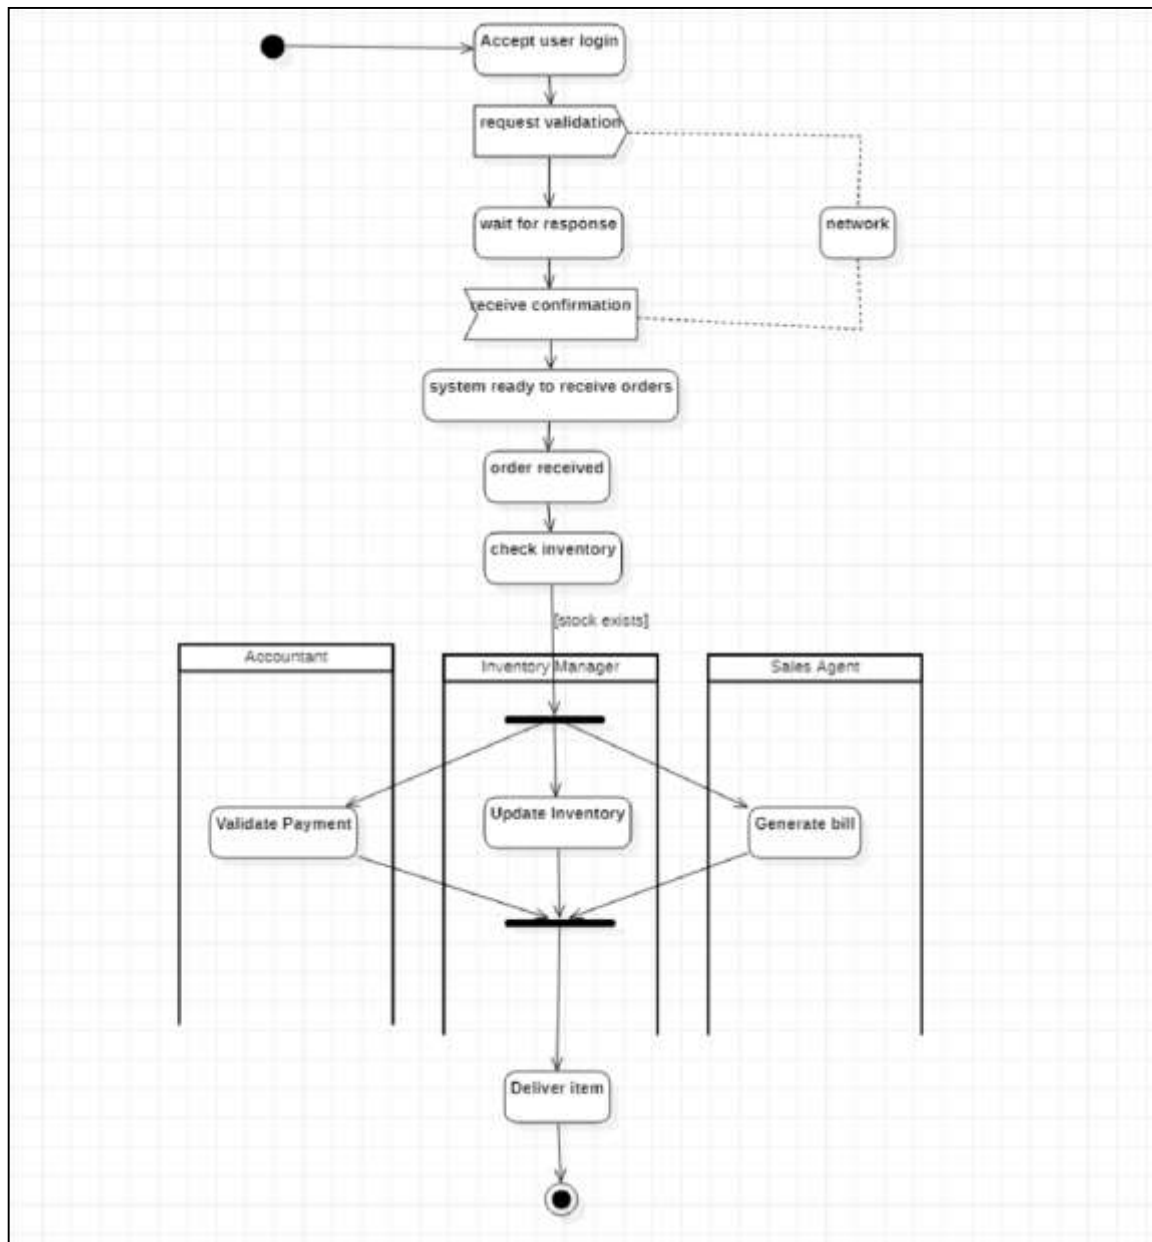 Accept user login
request validation
wait for response
network
receive confirmation
system ready to receive orders
order received
check inventory
[stock exists]
Accountant
Inventory Manager
Sales Agent
Validate Payment
Update Inventory
Generate bill
Deliver item